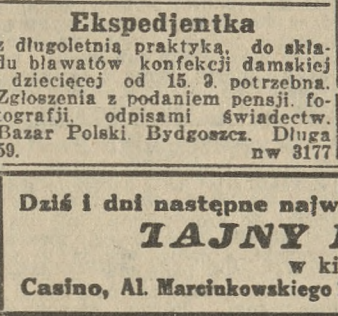 Ekspedjentka
z długoletnią praktyką, do skła-
du bławatów konfekcji damskiej
i dziecięcej od 15. 9. potrzebna.
Zgłoszenia z podaniem pensji, fo-
tografji, odpisami świadectw.
Bazar Polski, Bydgoszcz, Długa
59. nw 3177
Dziś i dni następne najw
TAJNY
w ki
Casino, Al. Marcinkowskiego